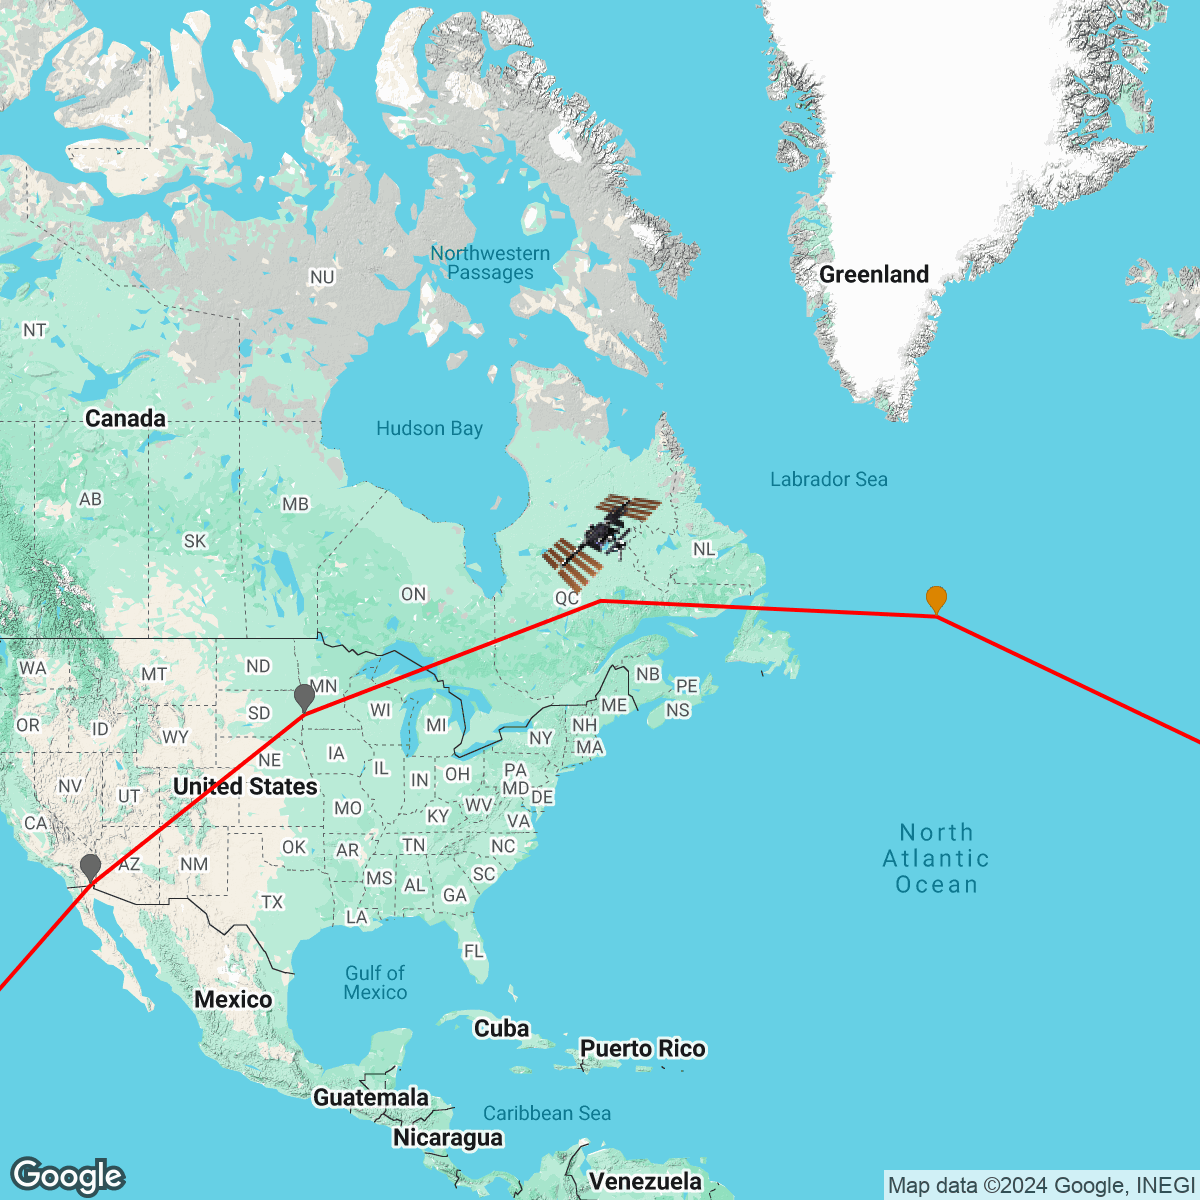 Northwestern
Passages
NU
Greenland
NT
Canada
Hudson Bay
Labrador Sea
AB
MB
SK
NL
ON
QC
WA
MT
ND
MN
NB
PE
OR
ID
WY
SD
WI
MI
ME
NS
NH
NY
MA
NV
UT
NE
IA
IL
IN
OH
PA
MD
DE
United States
CA
MO
KY
WV
VA
North
Atlantic
Ocean
AZ
NM
OK
AR
TN
NC
MS
AL
SC
GA
TX
LA
FL
Gulf of
Mexico
Mexico
Cuba
Puerto Rico
Guatemala
Caribbean Sea
Nicaragua
Venezuela
Google
Map data ©2024 Google, INEGI